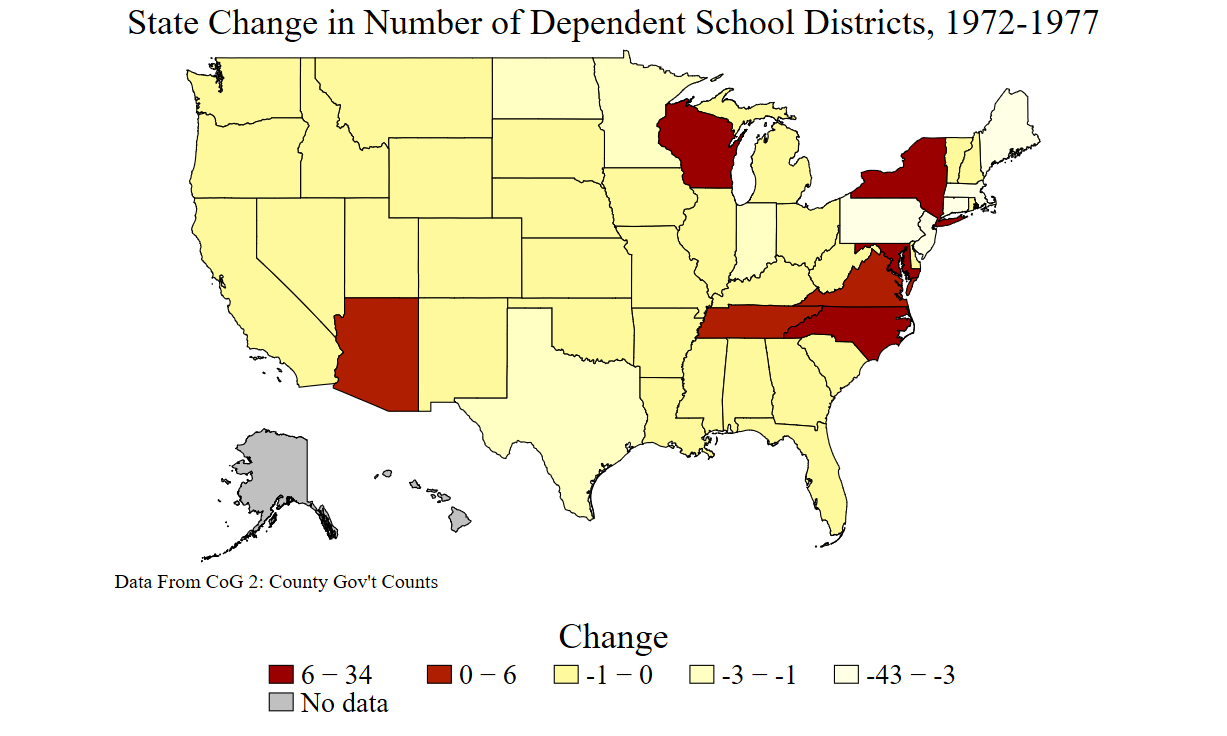 State Change in Number of Dependent School Districts, 1972-1977
Data From CoG 2: County Gov't Counts
Change
6 − 34
0 − 6
-1 − 0
-3 − -1
-43 − -3
No data